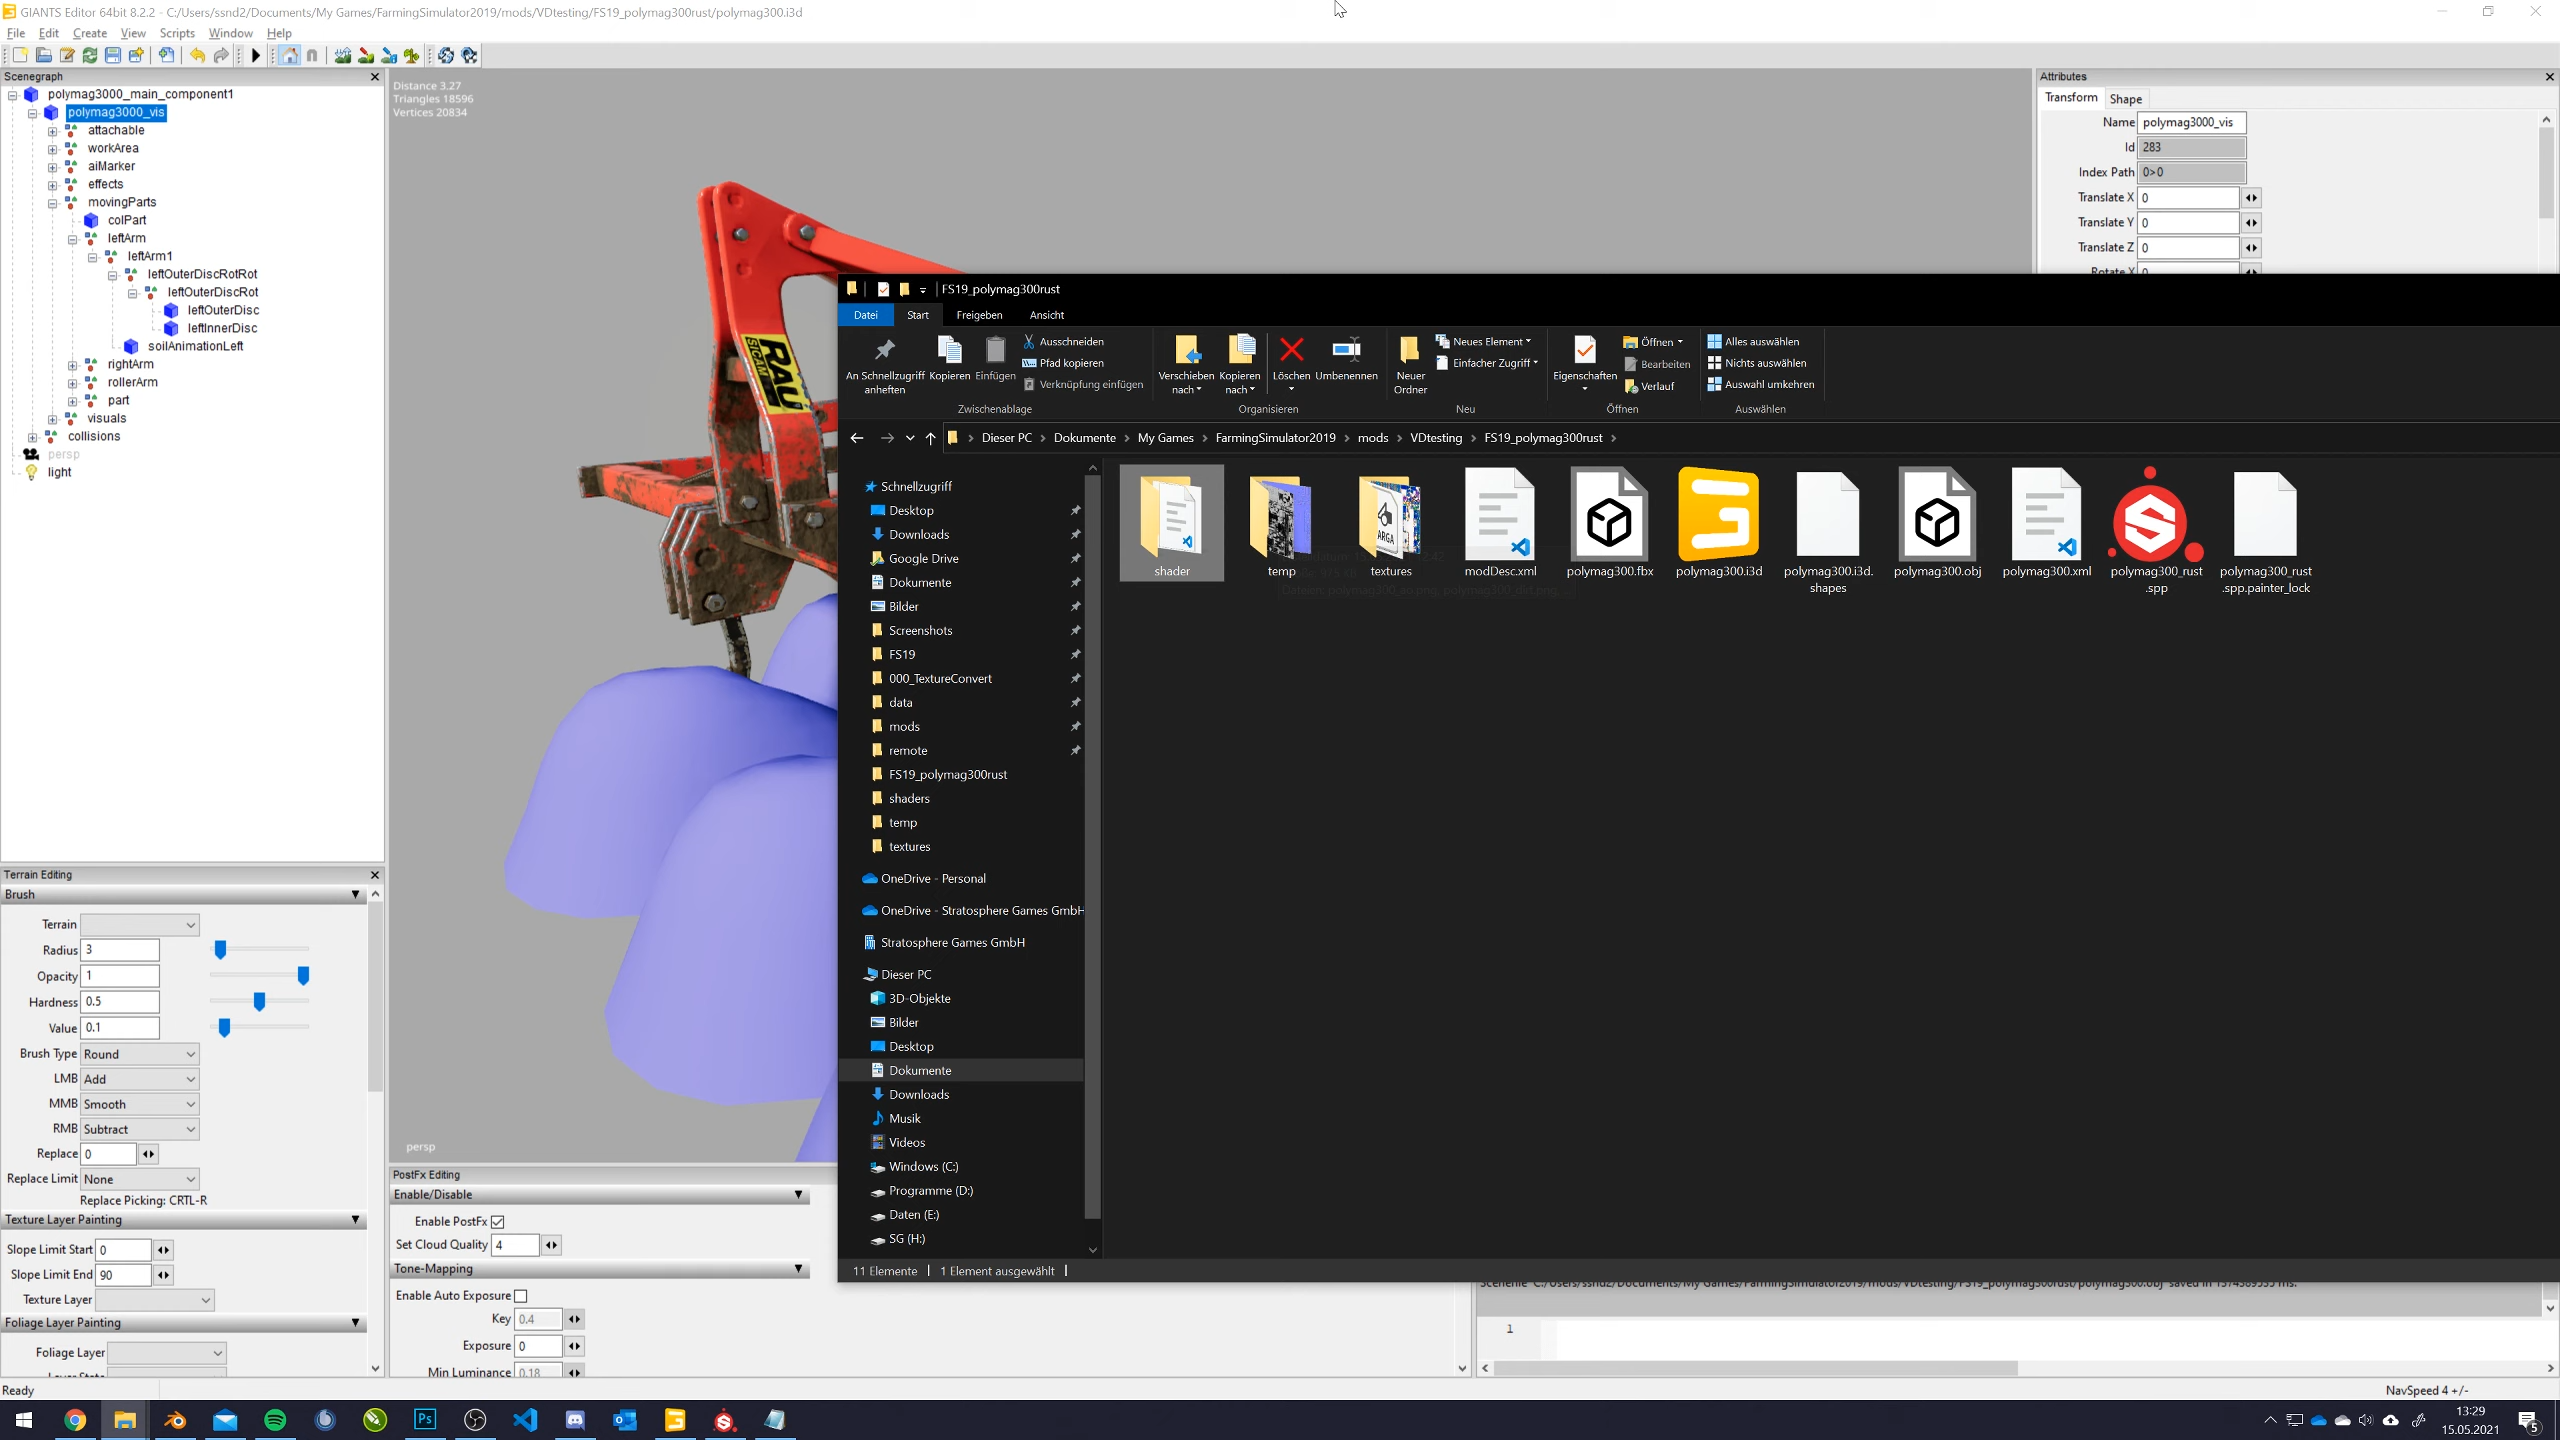 GIANTS Editor 64bit 8.2.2 - C:/Users/ssnd2/Documents/My Games/FarmingSimulator2019/mods/VDtesting/FS19_polymag300rust/polymag300.i3d
File Edit Create View Scripts Window Help
Scenegraph
polymag3000_main_component1
polymag3000_vis
attachable
workArea
aiMarker
effects
movingParts
colPart
leftArm
leftArm1
leftOuterDiscRotRot
leftOuterDiscRot
leftOuterDisc
leftInnerDisc
soilAnimationLeft
rightArm
rollerArm
part
visuals
collisions
persp
light
Distance 3.27
Triangles 18596
Vertices 20834
RAU
SICAM
persp
Attributes
Transform Shape
Name polymag3000_vis
Id 283
Index Path 0>0
Translate X 0
Translate Y 0
Translate Z 0
Rotate X 0
FS19_polymag300rust
Datei Start Freigeben Ansicht
An Schnellzugriff
anheften
Kopieren
Einfügen
Ausschneiden
Pfad kopieren
Verknüpfung einfügen
Zwischenablage
Verschieben
nach
Kopieren
nach
Löschen
Umbenennen
Organisieren
Neuer
Ordner
Neues Element
Einfacher Zugriff
Neu
Eigenschaften
Öffnen
Bearbeiten
Verlauf
Öffnen
Alles auswählen
Nichts auswählen
Auswahl umkehren
Auswählen
Dieser PC > Dokumente > My Games > FarmingSimulator2019 > mods > VDtesting > FS19_polymag300rust >
Schnellzugriff
Desktop
Downloads
Google Drive
Dokumente
Bilder
Screenshots
FS19
000_TextureConvert
data
mods
remote
FS19_polymag300rust
shaders
temp
textures
OneDrive - Personal
OneDrive - Stratosphere Games GmbH
Stratosphere Games GmbH
Dieser PC
3D-Objekte
Bilder
Desktop
Dokumente
Downloads
Musik
Videos
Windows (C:)
Programme (D:)
Daten (E:)
SG (H:)
shader
temp
textures
modDesc.xml
polymag300.fbx
polymag300.i3d
polymag300.i3d.
shapes
polymag300.obj
polymag300.xml
polymag300_rust
.spp
polymag300_rust
.spp.painter_lock
11 Elemente 1 Element ausgewählt
Terrain Editing
Brush
Terrain
Radius 3
Opacity 1
Hardness 0.5
Value 0.1
Brush Type Round
LMB Add
MMB Smooth
RMB Subtract
Replace 0
Replace Limit None
Replace Picking: CRTL-R
Texture Layer Painting
Slope Limit Start 0
Slope Limit End 90
Texture Layer
Foliage Layer Painting
Foliage Layer
PostFx Editing
Enable/Disable
Enable PostFx
Set Cloud Quality 4
Tone-Mapping
Enable Auto Exposure
Key 0.4
Exposure 0
Min Luminance 0.18
1
Ready
NavSpeed 4 +/-
Ps
13:29
15.05.2021
5